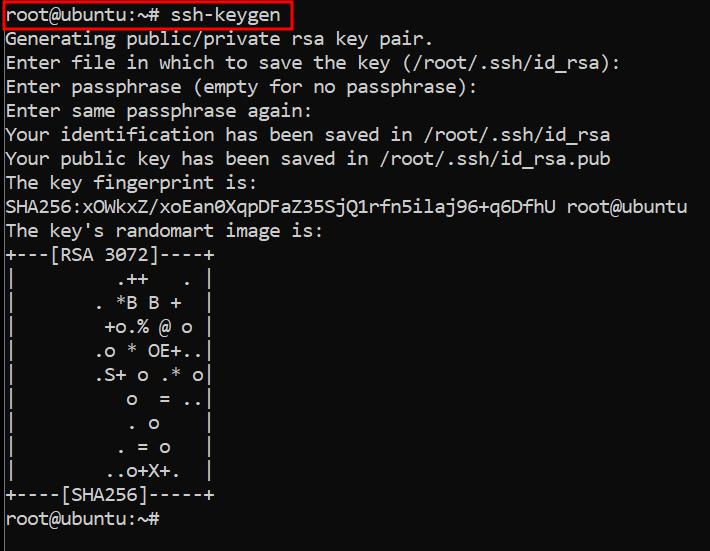 root@ubuntu:~# ssh-keygen
Generating public/private rsa key pair.
Enter file in which to save the key (/root/.ssh/id_rsa):
Enter passphrase (empty for no passphrase):
Enter same passphrase again:
Your identification has been saved in /root/.ssh/id_rsa
Your public key has been saved in /root/.ssh/id_rsa.pub
The key fingerprint is:
SHA256:xOWkxZ/xoEan0XqpDFaZ35SjQ1rfn5ilaj96+q6DfhU root@ubuntu
The key's randomart image is:
+---[RSA 3072]----+
|         .++   . |
|       . *B B +  |
|        +o.% @ o |
|       .o * OE+..|
|       .S+ o .* o|
|          o  = ..|
|          . o    |
|         . = o   |
|        ..o+X+.  |
+----[SHA256]-----+
root@ubuntu:~#